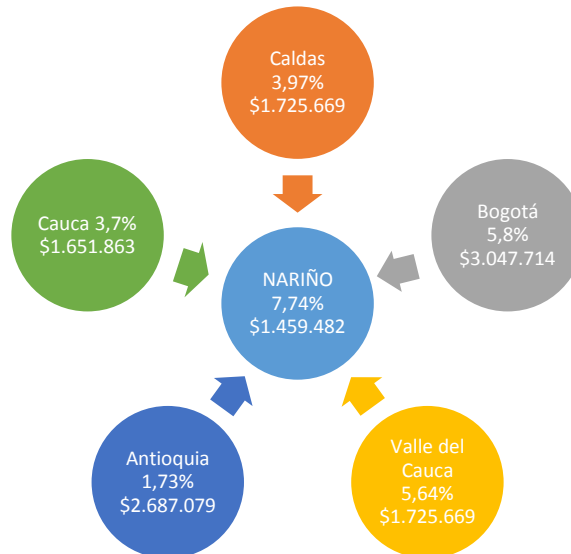 Caldas
3,97%
$1.725.669
Cauca 3,7%
$1.651.863
Bogotá
5,8%
$3.047.714
NARIÑO
7,74%
$1.459.482
Antioquia
1,73%
$2.687.079
Valle del
Cauca
5,64%
$1.725.669